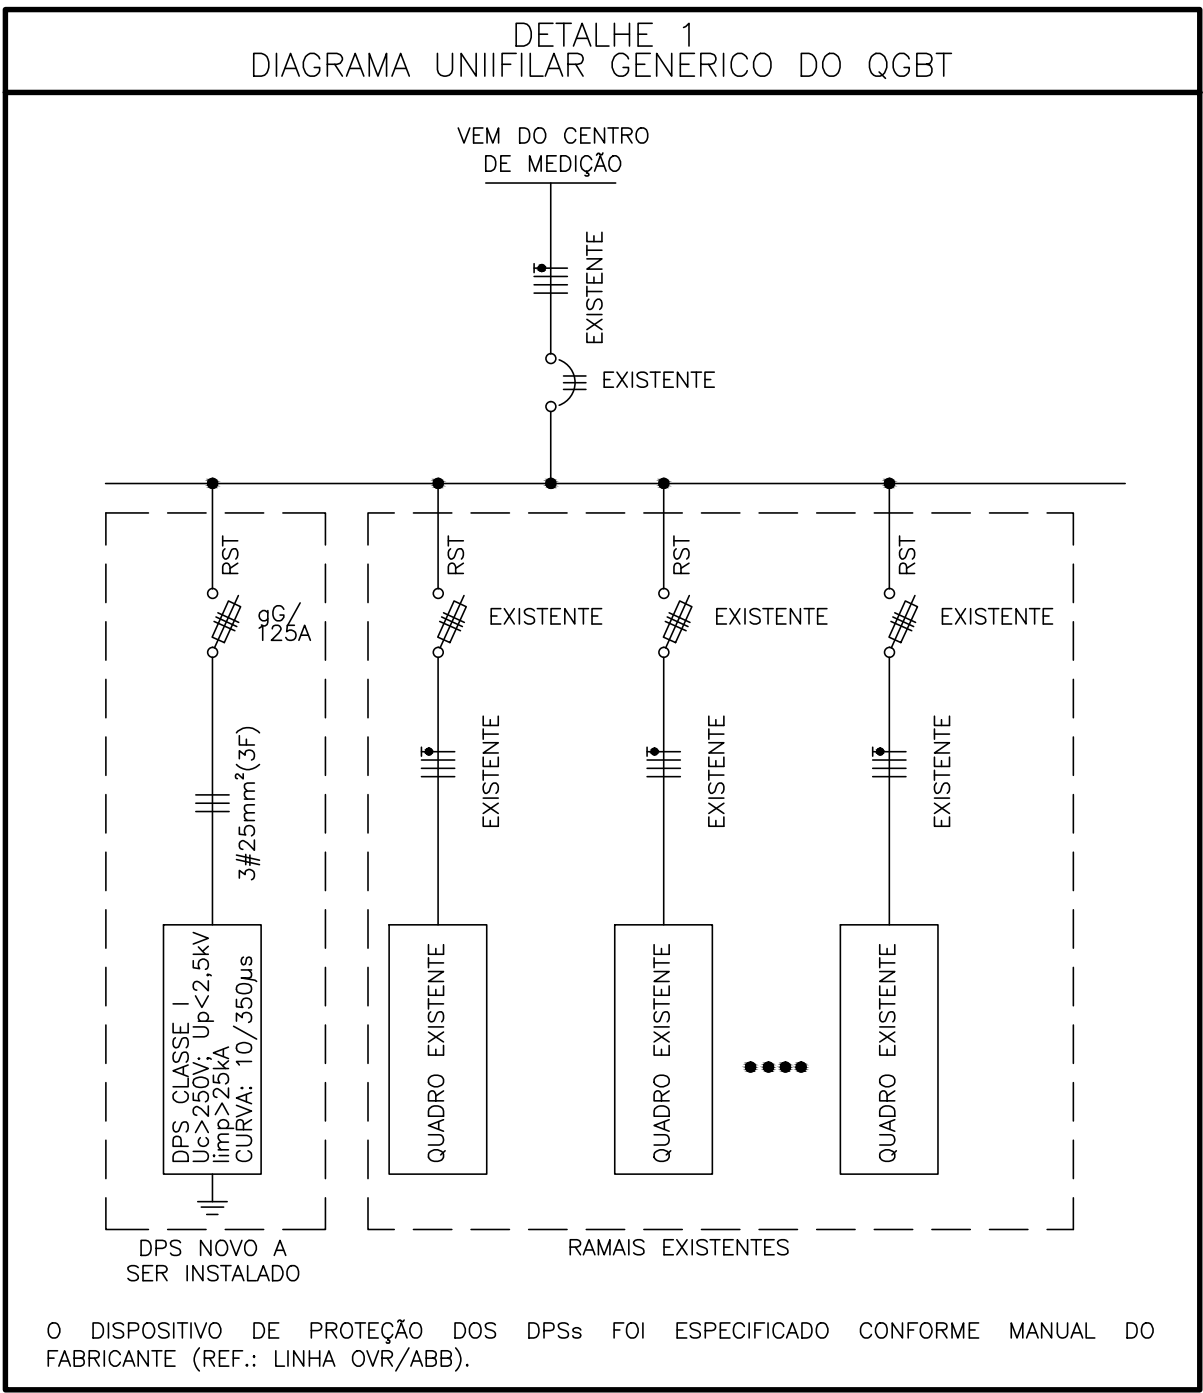 DETALHE 1
DIAGRAMA UNIIFILAR GENERICO DO QGBT
VEM DO CENTRO
DE MEDIÇÃO
EXISTENTE
EXISTENTE
RST
gG/
125A
3#25mm²(3F)
DPS CLASSE I
Uc>250V; Up<2,5kV
Iimp>25kA
CURVA: 10/350µs
DPS NOVO A
SER INSTALADO
RST
EXISTENTE
EXISTENTE
QUADRO EXISTENTE
RST
EXISTENTE
EXISTENTE
QUADRO EXISTENTE
RST
EXISTENTE
EXISTENTE
QUADRO EXISTENTE
RAMAIS EXISTENTES
O DISPOSITIVO DE PROTEÇÃO DOS DPSs FOI ESPECIFICADO CONFORME MANUAL DO
FABRICANTE (REF.: LINHA OVR/ABB).